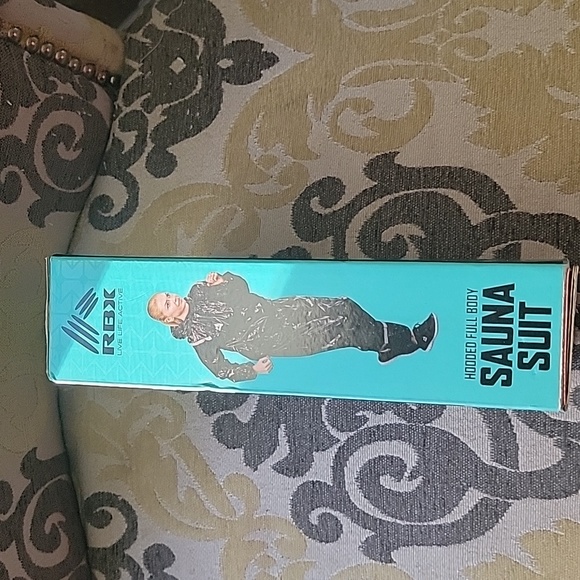 RBX
LIVE LIFE ACTIVE
HOODED FULL BODY
SAUNA
SUIT